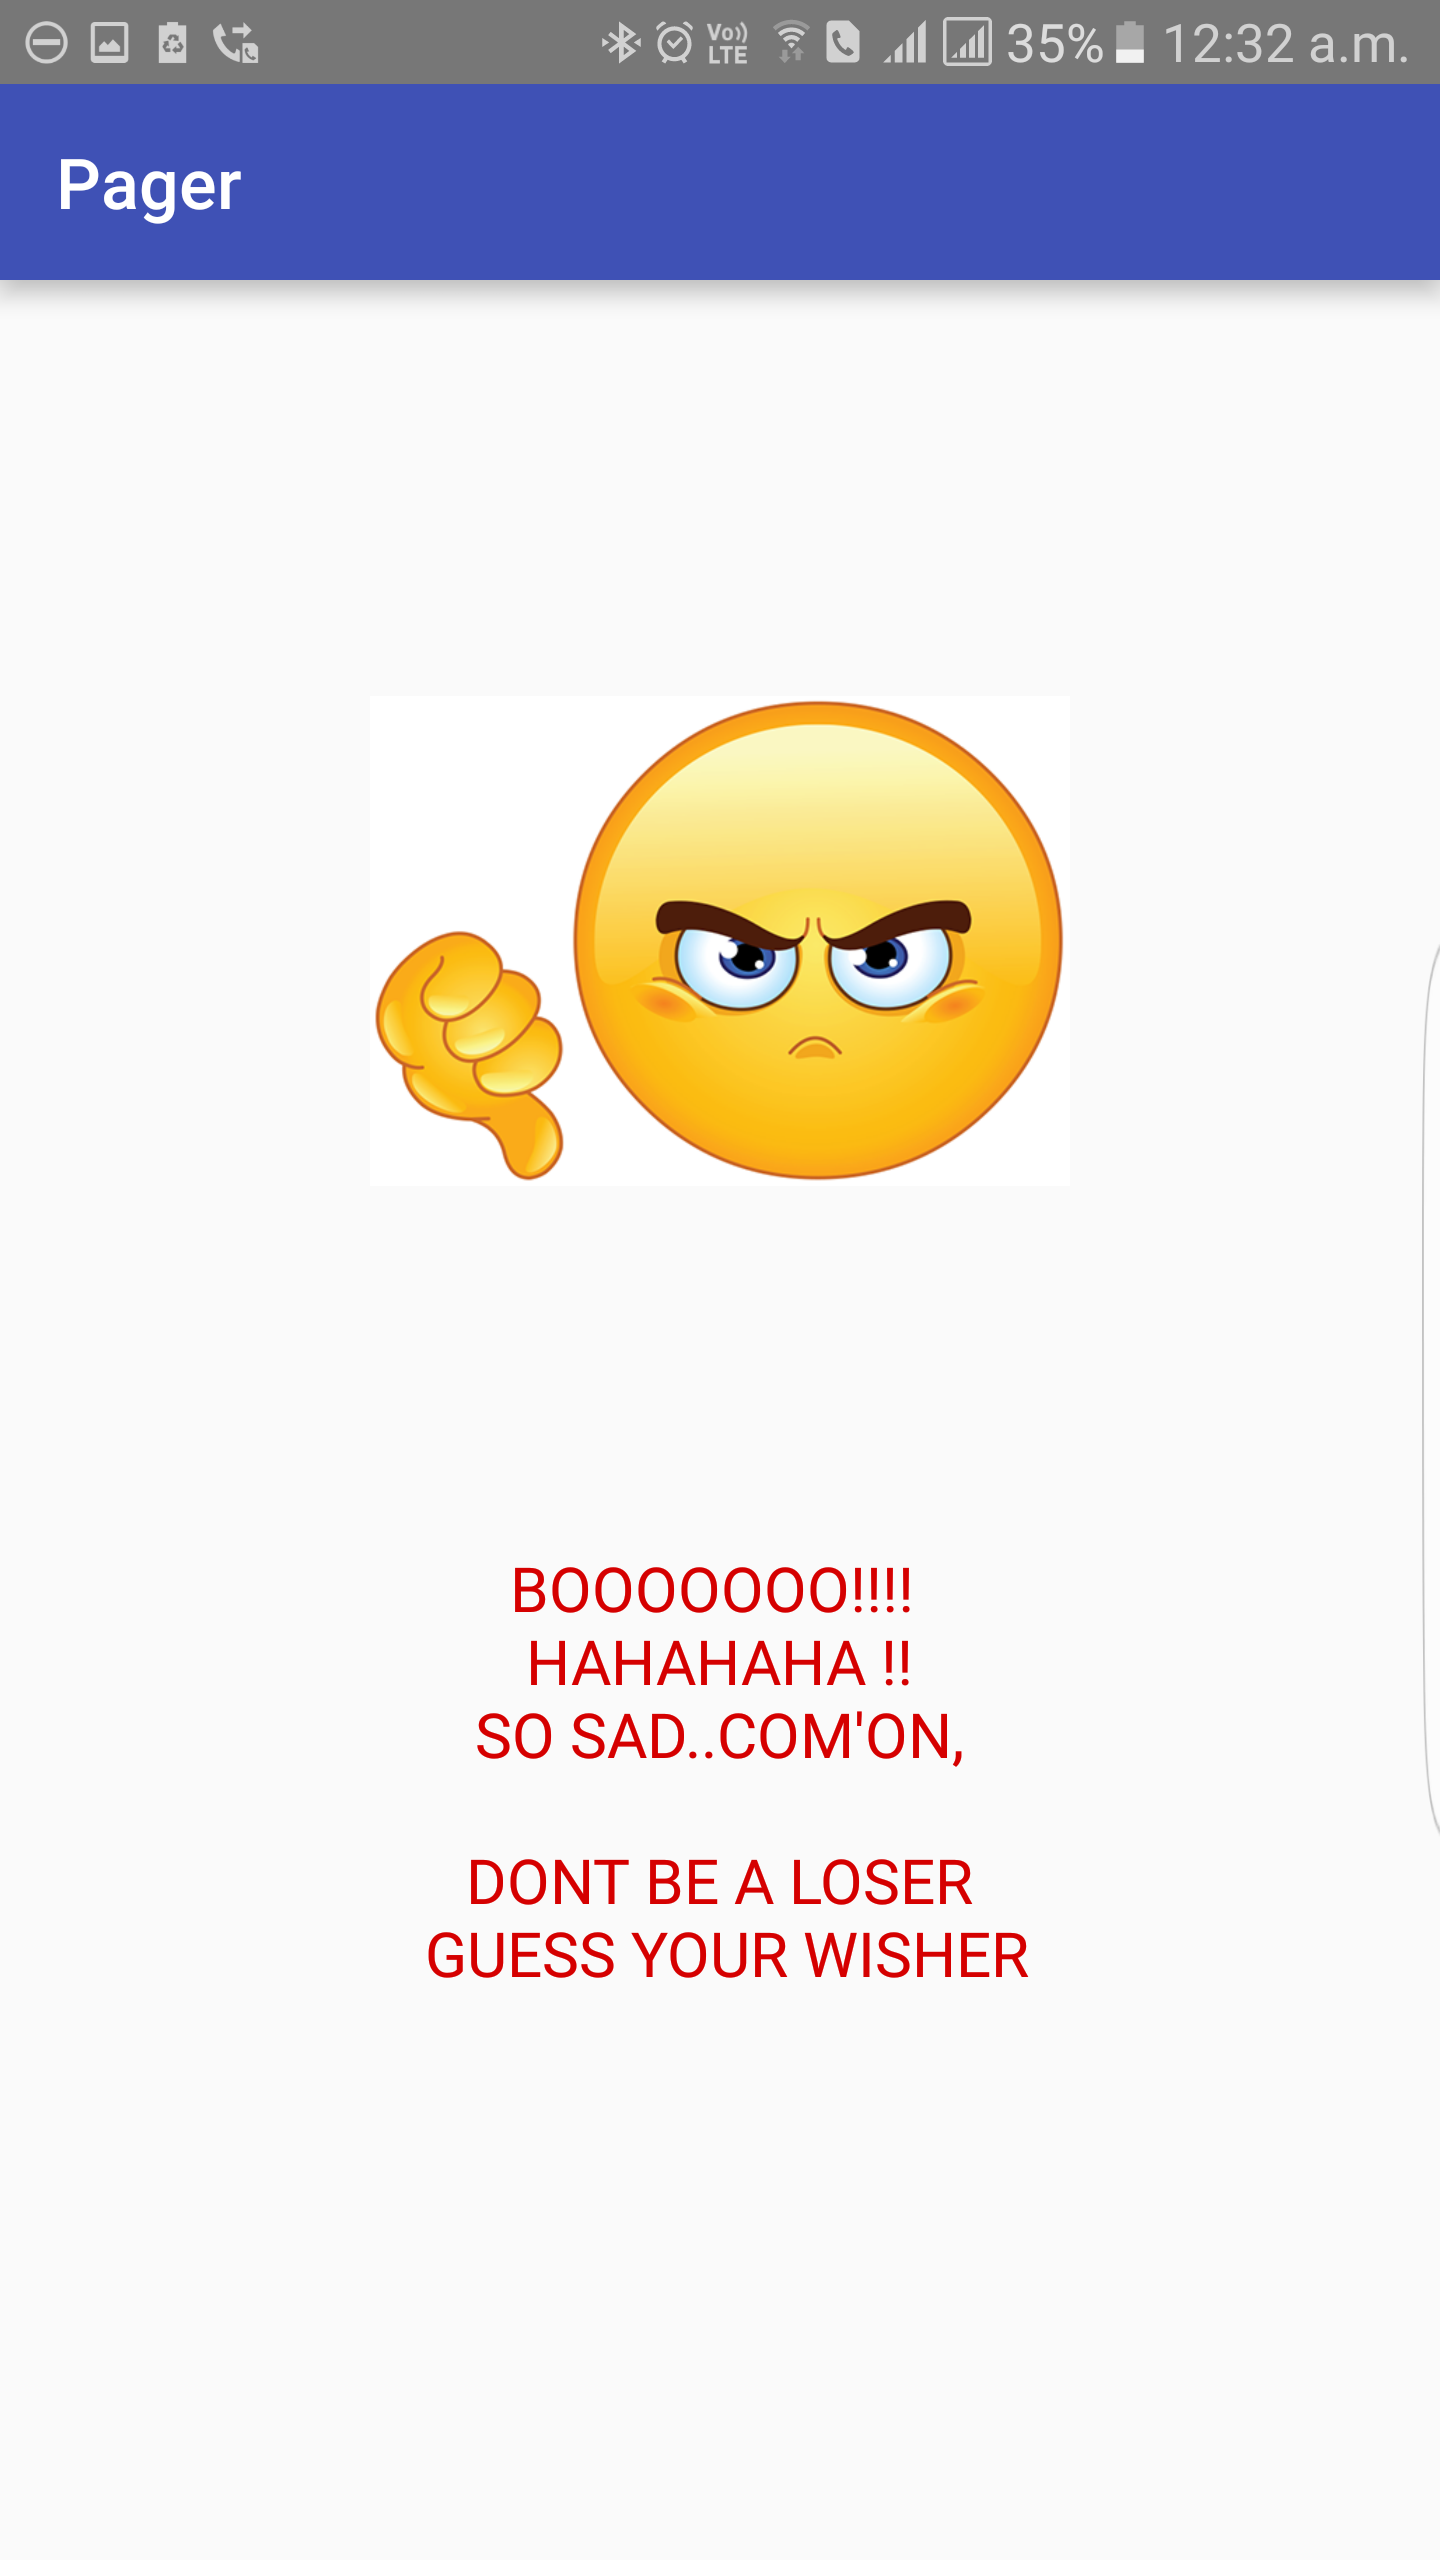 Vo)) LTE 35% 12:32 a.m.
Pager
BOOOOOOO!!!!
HAHAHAHA !!
SO SAD..COM'ON,
DONT BE A LOSER
GUESS YOUR WISHER